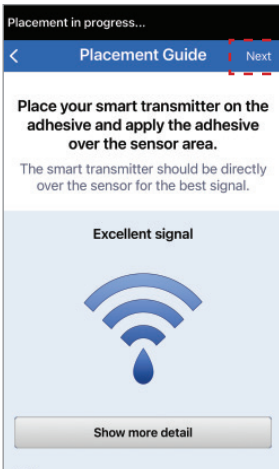 Placement in progress...
Placement Guide Next
Place your smart transmitter on the
adhesive and apply the adhesive
over the sensor area.
The smart transmitter should be directly
over the sensor for the best signal.
Excellent signal
Show more detail